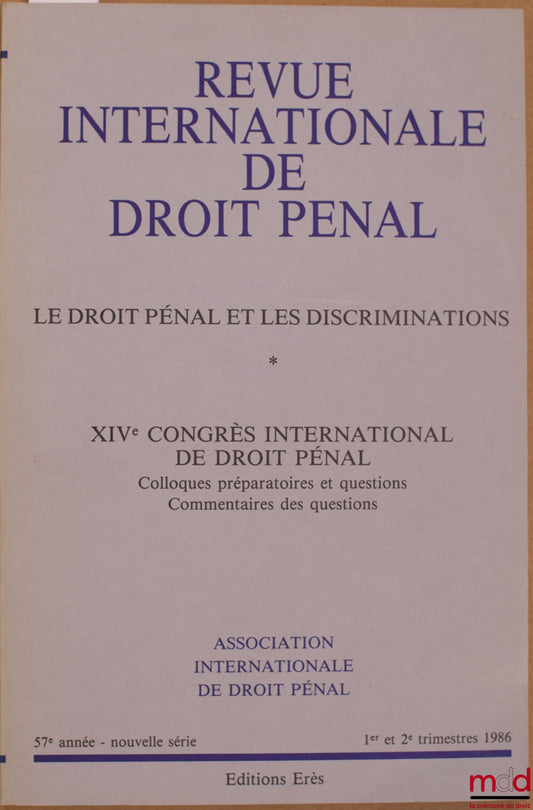 REVUE
INTERNATIONALE
DE
DROIT PENAL
LE DROIT PÉNAL ET LES DISCRIMINATIONS
*
XIVe CONGRÈS INTERNATIONAL
DE DROIT PÉNAL
Colloques préparatoires et questions
Commentaires des questions
ASSOCIATION
INTERNATIONALE
DE DROIT PÉNAL
57e année - nouvelle série 1er et 2e trimestres 1986
Editions Erès
mdd
la mémoire du droit